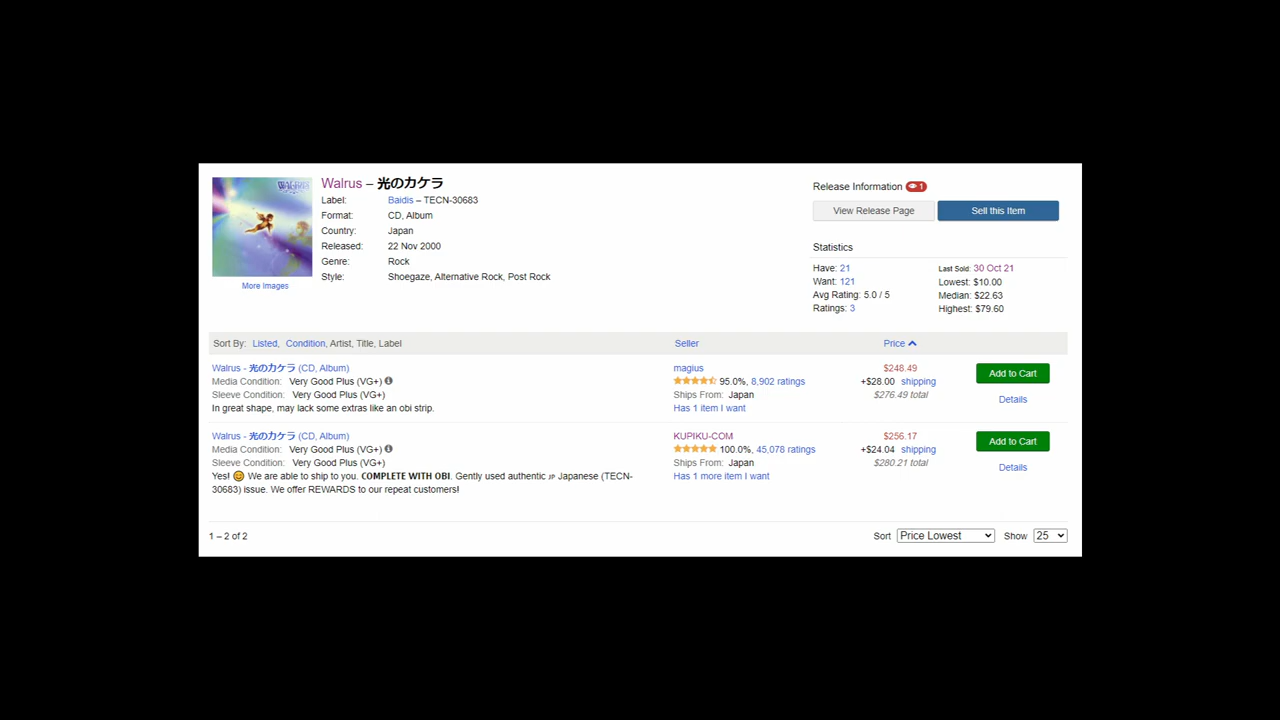 Walrus – 光のカケラ
Label: Baidis – TECN-30683
Format: CD, Album
Country: Japan
Released: 22 Nov 2000
Genre: Rock
Style: Shoegaze, Alternative Rock, Post Rock
More Images
Release Information 1
View Release Page Sell this Item
Statistics
Have: 21
Want: 121
Avg Rating: 5.0 / 5
Ratings: 3
Last Sold: 30 Oct 21
Lowest: $10.00
Median: $22.63
Highest: $79.60
Sort By: Listed, Condition, Artist, Title, Label Seller Price
Walrus - 光のカケラ (CD, Album)
Media Condition: Very Good Plus (VG+)
Sleeve Condition: Very Good Plus (VG+)
In great shape, may lack some extras like an obi strip.
magius
95.0%, 8,902 ratings
Ships From: Japan
Has 1 item I want
$248.49
+$28.00 shipping
$276.49 total
Add to Cart
Details
Walrus - 光のカケラ (CD, Album)
Media Condition: Very Good Plus (VG+)
Sleeve Condition: Very Good Plus (VG+)
Yes! 😊 We are able to ship to you. COMPLETE WITH OBI. Gently used authentic JP Japanese (TECN-
30683) issue. We offer REWARDS to our repeat customers!
KUPIKU-COM
100.0%, 45,078 ratings
Ships From: Japan
Has 1 more item I want
$256.17
+$24.04 shipping
$280.21 total
Add to Cart
Details
1 – 2 of 2
Sort Price Lowest Show 25